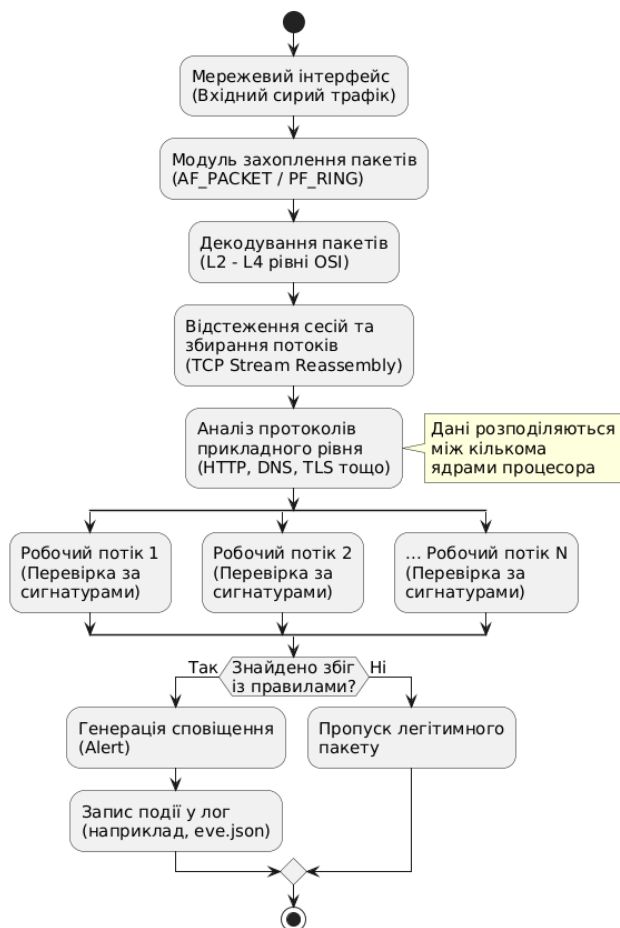 Мережевий інтерфейс
(Вхідний сирий трафік)
Модуль захоплення пакетів
(AF_PACKET / PF_RING)
Декодування пакетів
(L2 - L4 рівні OSI)
Відстеження сесій та
збирання потоків
(TCP Stream Reassembly)
Аналіз протоколів
прикладного рівня
(HTTP, DNS, TLS тощо)
Дані розподіляються
між кількома
ядрами процесора
Робочий потік 1
(Перевірка за
сигнатурами)
Робочий потік 2
(Перевірка за
сигнатурами)
... Робочий потік N
(Перевірка за
сигнатурами)
Так
Знайдено збіг
із правилами?
Ні
Генерація сповіщення
(Alert)
Пропуск легітимного
пакету
Запис події у лог
(наприклад, eve.json)